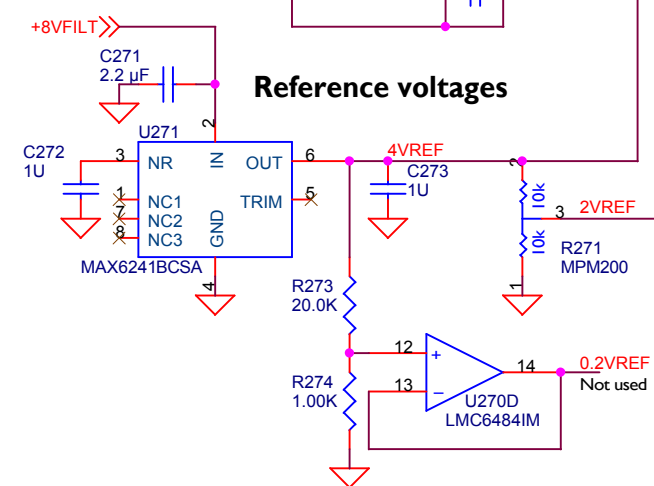 +8VFILT
C271
2.2 µF
Reference voltages
2
U271
C272
1U
3
NR
IN
OUT
6
4VREF
C273
1U
2
10k
3
2VREF
10k
R271
MPM200
1
1
NC1
7
NC2
8
NC3
TRIM
5
GND
MAX6241BCSA
4
R273
20.0K
12
+
14
0.2VREF
Not used
R274
1.00K
13
-
U270D
LMC6484IM